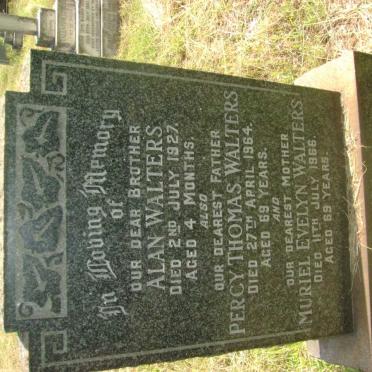 In Loving Memory
of
OUR DEAR BROTHER
ALAN WALTERS
DIED 2ND JULY 1927.
AGED 4 MONTHS.
ALSO
OUR DEAREST FATHER
PERCY THOMAS WALTERS
DIED 27TH APRIL 1964.
AGED 69 YEARS.
AND
OUR DEAREST MOTHER
MURIEL EVELYN WALTERS
DIED 11TH JULY 1966.
AGED 69 YEARS.